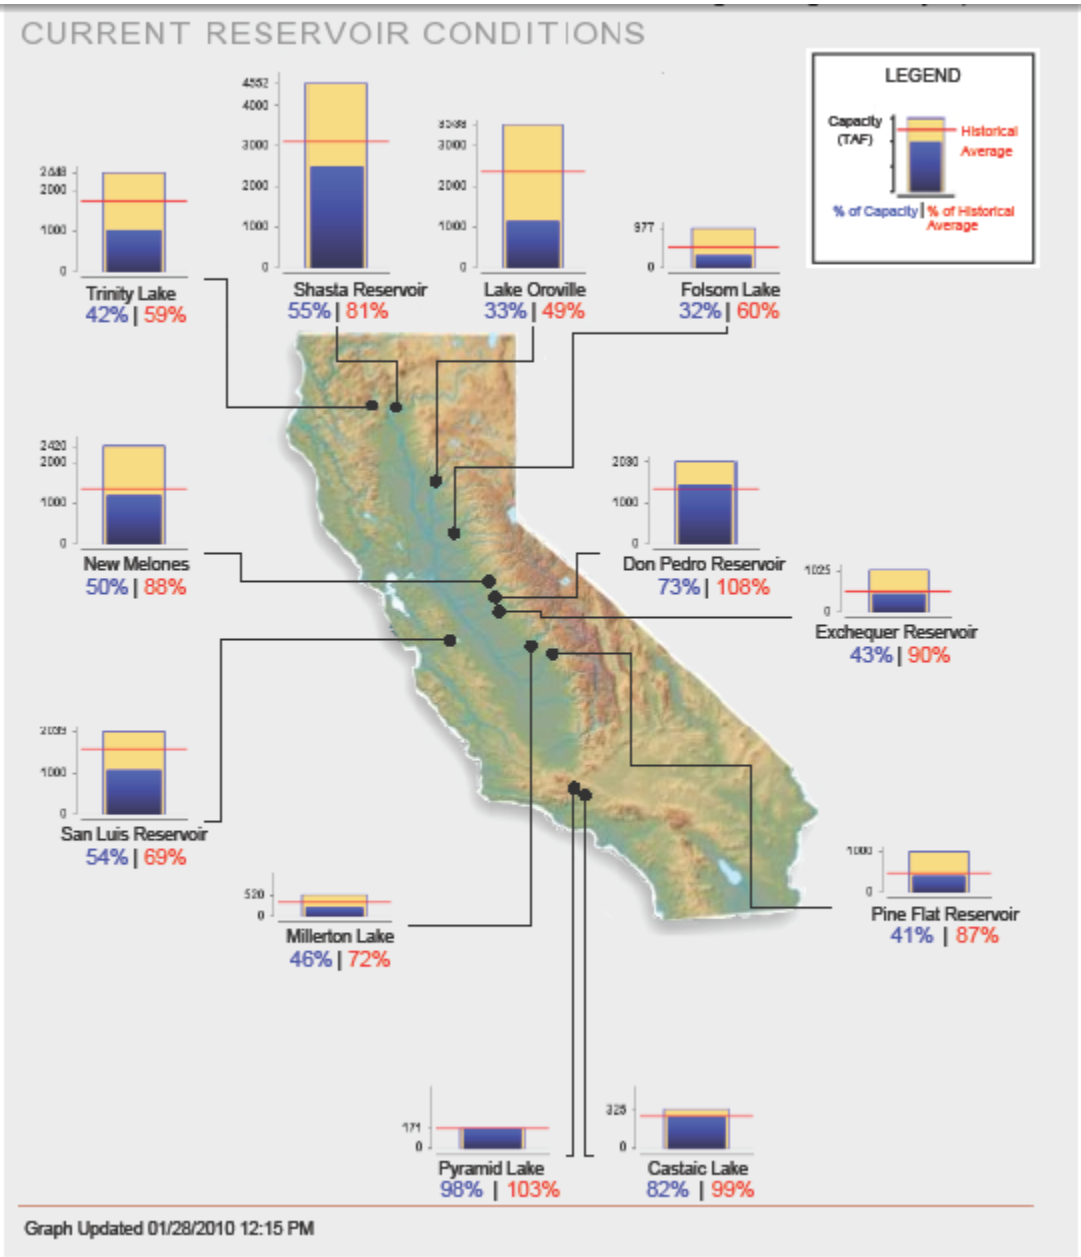 CURRENT RESERVOIR CONDITIONS
LEGEND
Capacity
(TAF)
Historical
Average
% of Capacity | % of Historical
Average
4552
4000
3000
2000
1000
0
Shasta Reservoir
55% | 81%
3538
3000
2000
1000
0
Lake Oroville
33% | 49%
977
0
Folsom Lake
32% | 60%
2448
2000
1000
0
Trinity Lake
42% | 59%
2420
2000
1000
0
New Melones
50% | 88%
2030
1000
0
Don Pedro Reservoir
73% | 108%
1025
0
Exchequer Reservoir
43% | 90%
2039
1000
0
San Luis Reservoir
54% | 69%
520
0
Millerton Lake
46% | 72%
1000
0
Pine Flat Reservoir
41% | 87%
171
0
Pyramid Lake
98% | 103%
325
0
Castaic Lake
82% | 99%
Graph Updated 01/28/2010 12:15 PM